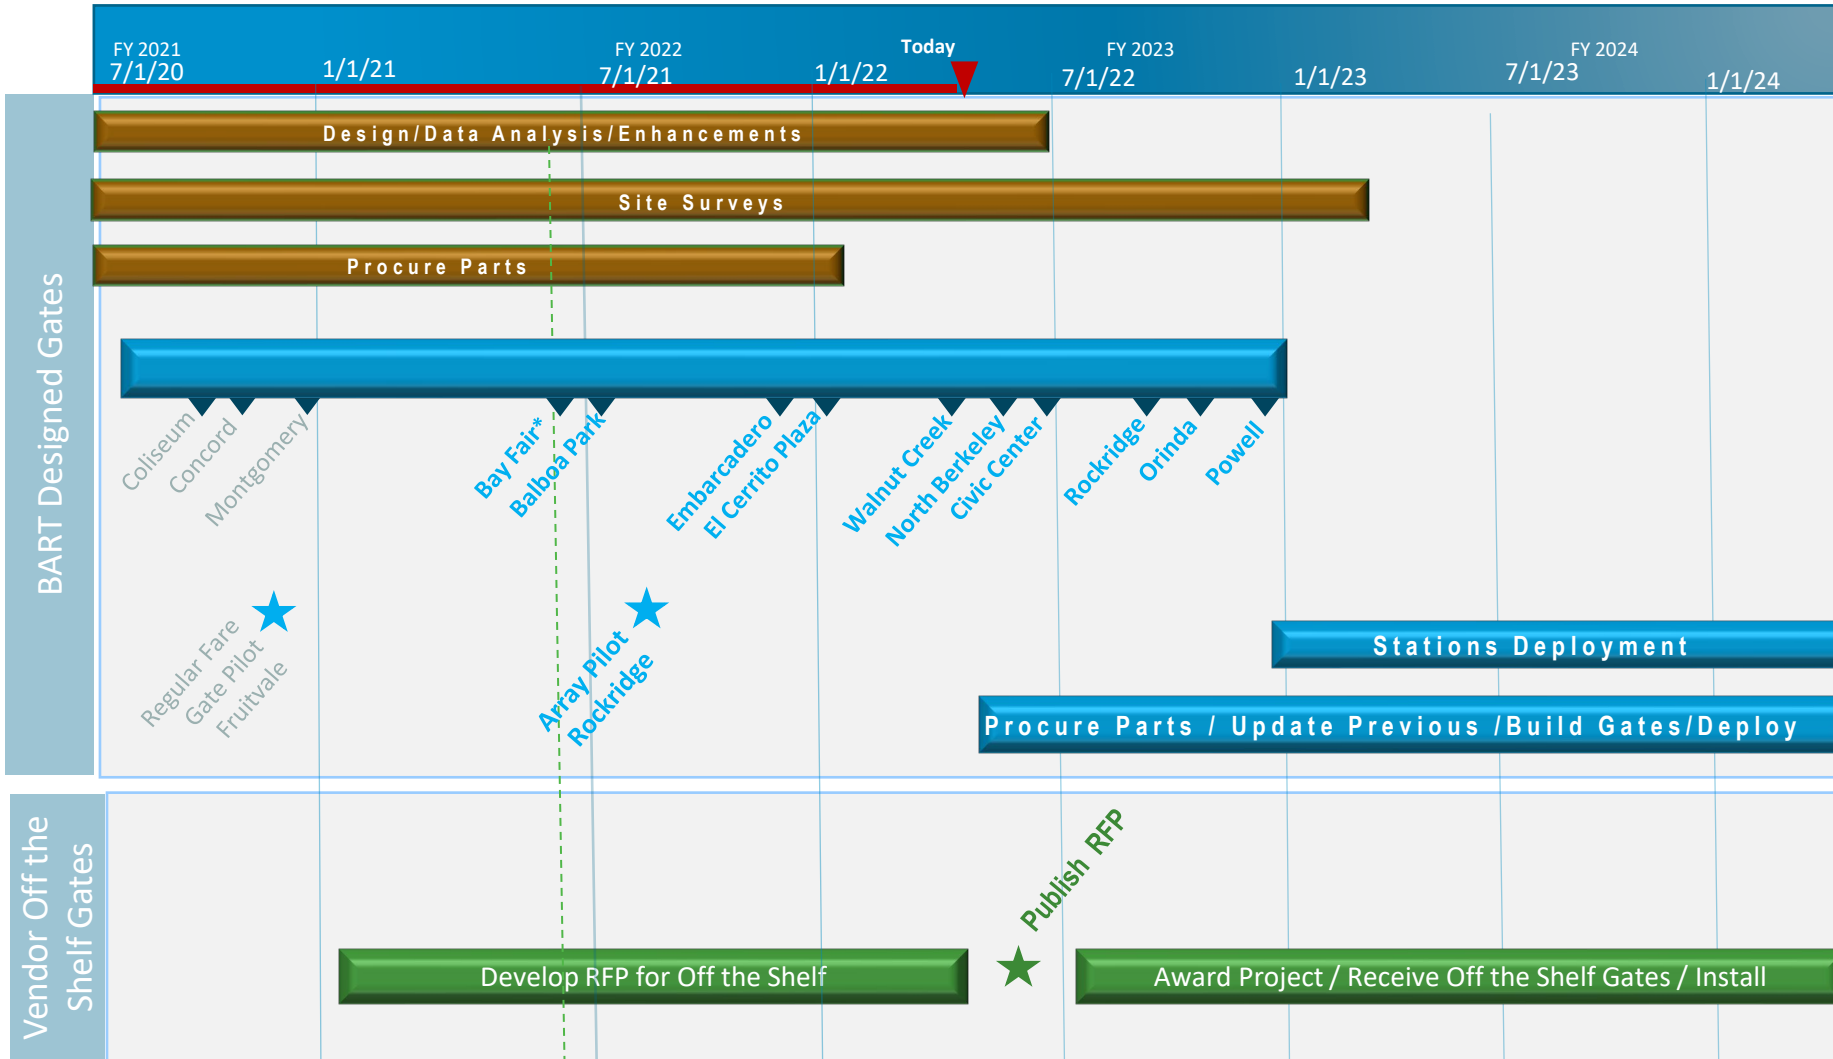 FY 2021
7/1/20
1/1/21
FY 2022
7/1/21
1/1/22
Today
FY 2023
7/1/22
1/1/23
FY 2024
7/1/23
1/1/24
BART Designed Gates
Design/Data Analysis/Enhancements
Site Surveys
Procure Parts
Coliseum
Concord
Montgomery
Bay Fair*
Balboa Park
Embarcadero
El Cerrito Plaza
Walnut Creek
North Berkeley
Civic Center
Rockridge
Orinda
Powell
Regular Fare
Gate Pilot
Fruitvale
Array Pilot
Rockridge
Stations Deployment
Procure Parts / Update Previous /Build Gates/Deploy
Vendor Off the
Shelf Gates
Publish RFP
Develop RFP for Off the Shelf
Award Project / Receive Off the Shelf Gates / Install